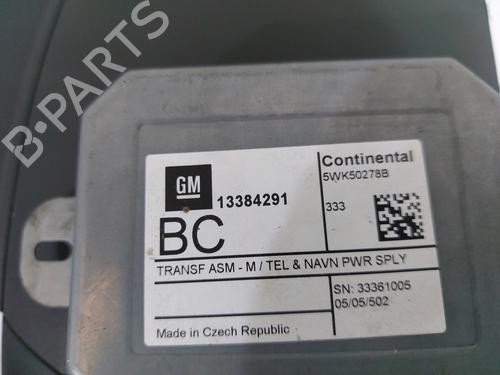 B-PARTS
GM
13384291
BC
Continental
5WK50278B
333
TRANSF ASM - M / TEL & NAVN PWR SPLY
SN: 33361005
05/05/502
Made in Czech Republic